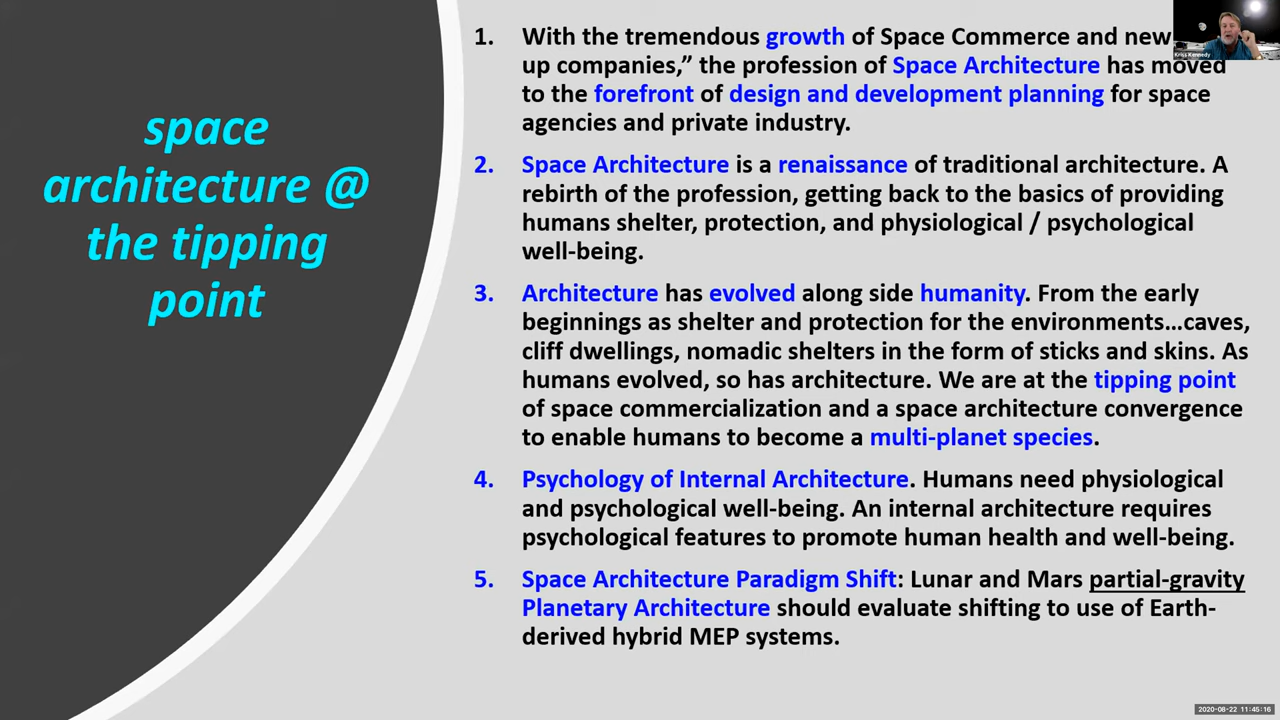 space
architecture @
the tipping
point
1. With the tremendous growth of Space Commerce and new
up companies,” the profession of Space Architecture has moved
to the forefront of design and development planning for space
agencies and private industry.
2. Space Architecture is a renaissance of traditional architecture. A
rebirth of the profession, getting back to the basics of providing
humans shelter, protection, and physiological / psychological
well-being.
3. Architecture has evolved along side humanity. From the early
beginnings as shelter and protection for the environments…caves,
cliff dwellings, nomadic shelters in the form of sticks and skins. As
humans evolved, so has architecture. We are at the tipping point
of space commercialization and a space architecture convergence
to enable humans to become a multi-planet species.
4. Psychology of Internal Architecture. Humans need physiological
and psychological well-being. An internal architecture requires
psychological features to promote human health and well-being.
5. Space Architecture Paradigm Shift: Lunar and Mars partial-gravity
Planetary Architecture should evaluate shifting to use of Earth-
derived hybrid MEP systems.
Kriss Kennedy
2020-08-22 11:45:16